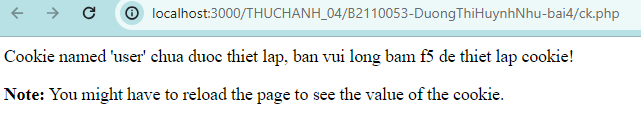 localhost:3000/THUCHANH_04/B2110053-DuongThiHuynhNhu-bai4/ck.php
Cookie named 'user' chua duoc thiet lap, ban vui long bam f5 de thiet lap cookie!
Note: You might have to reload the page to see the value of the cookie.